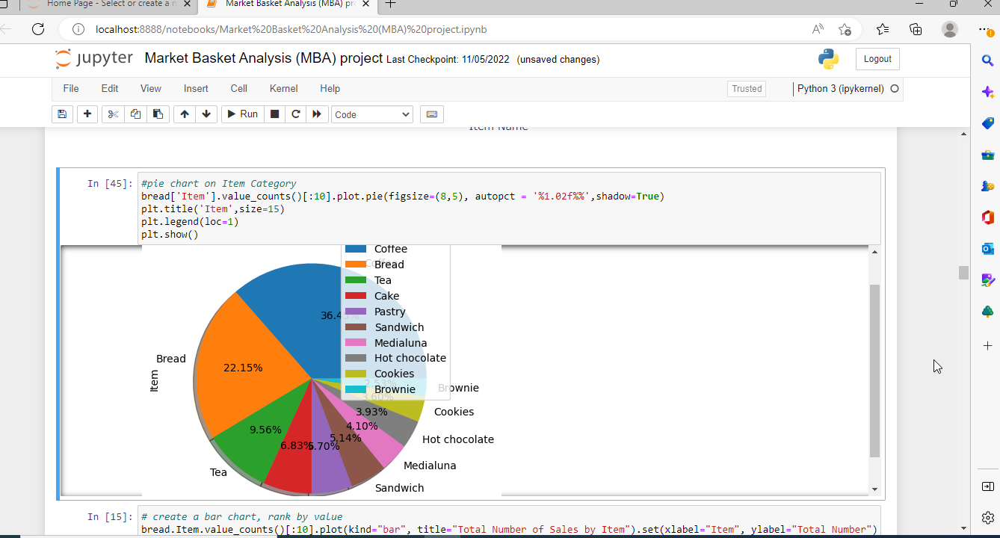 Home Page - Select or create a n
Market Basket Analysis (MBA) pr
localhost:8888/notebooks/Market%20Basket%20Analysis%20(MBA)%20project.ipynb
jupyter Market Basket Analysis (MBA) project Last Checkpoint: 11/05/2022 (unsaved changes)
Logout
File Edit View Insert Cell Kernel Help
Trusted
Python 3 (ipykernel)
Run
Code
Item Name
In [45]:
#pie chart on Item Category
bread['Item'].value_counts()[:10].plot.pie(figsize=(8,5), autopct = '%1.02f%%',shadow=True)
plt.title('Item',size=15)
plt.legend(loc=1)
plt.show()
Coffee
Bread
Tea
Cake
Pastry
Sandwich
Medialuna
Hot chocolate
Cookies
Brownie
Coffee
Bread
Item
22.15%
9.56%
6.83%
5.14%
4.10%
3.93%
3.60%
2.53%
Brownie
Cookies
Hot chocolate
Medialuna
Sandwich
Tea
In [15]:
# create a bar chart, rank by value
bread.Item.value_counts()[:10].plot(kind="bar", title="Total Number of Sales by Item").set(xlabel="Item", ylabel="Total Number")